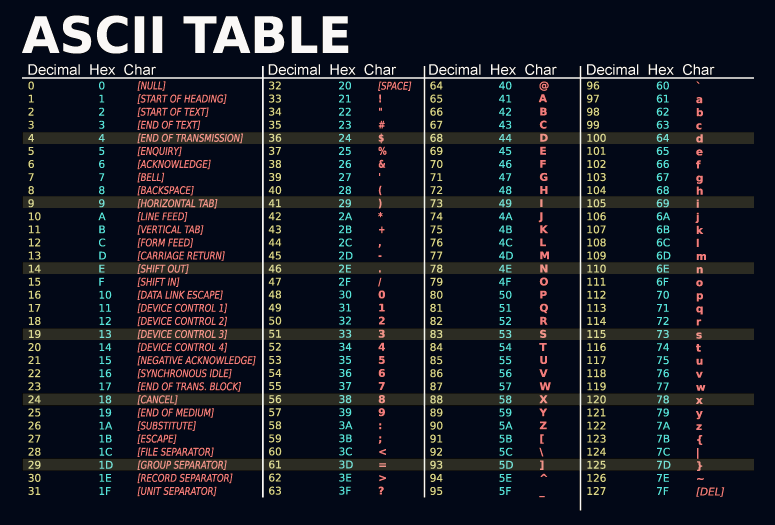 ASCII TABLE
Decimal Hex Char Decimal Hex Char Decimal Hex Char Decimal Hex Char
0 0 [NULL] 32 20 [SPACE] 64 40 @ 96 60 `
1 1 [START OF HEADING] 33 21 ! 65 41 A 97 61 a
2 2 [START OF TEXT] 34 22 " 66 42 B 98 62 b
3 3 [END OF TEXT] 35 23 # 67 43 C 99 63 c
4 4 [END OF TRANSMISSION] 36 24 $ 68 44 D 100 64 d
5 5 [ENQUIRY] 37 25 % 69 45 E 101 65 e
6 6 [ACKNOWLEDGE] 38 26 & 70 46 F 102 66 f
7 7 [BELL] 39 27 ' 71 47 G 103 67 g
8 8 [BACKSPACE] 40 28 ( 72 48 H 104 68 h
9 9 [HORIZONTAL TAB] 41 29 ) 73 49 I 105 69 i
10 A [LINE FEED] 42 2A * 74 4A J 106 6A j
11 B [VERTICAL TAB] 43 2B + 75 4B K 107 6B k
12 C [FORM FEED] 44 2C , 76 4C L 108 6C l
13 D [CARRIAGE RETURN] 45 2D - 77 4D M 109 6D m
14 E [SHIFT OUT] 46 2E . 78 4E N 110 6E n
15 F [SHIFT IN] 47 2F / 79 4F O 111 6F o
16 10 [DATA LINK ESCAPE] 48 30 0 80 50 P 112 70 p
17 11 [DEVICE CONTROL 1] 49 31 1 81 51 Q 113 71 q
18 12 [DEVICE CONTROL 2] 50 32 2 82 52 R 114 72 r
19 13 [DEVICE CONTROL 3] 51 33 3 83 53 S 115 73 s
20 14 [DEVICE CONTROL 4] 52 34 4 84 54 T 116 74 t
21 15 [NEGATIVE ACKNOWLEDGE] 53 35 5 85 55 U 117 75 u
22 16 [SYNCHRONOUS IDLE] 54 36 6 86 56 V 118 76 v
23 17 [END OF TRANS. BLOCK] 55 37 7 87 57 W 119 77 w
24 18 [CANCEL] 56 38 8 88 58 X 120 78 x
25 19 [END OF MEDIUM] 57 39 9 89 59 Y 121 79 y
26 1A [SUBSTITUTE] 58 3A : 90 5A Z 122 7A z
27 1B [ESCAPE] 59 3B ; 91 5B [ 123 7B {
28 1C [FILE SEPARATOR] 60 3C < 92 5C \ 124 7C |
29 1D [GROUP SEPARATOR] 61 3D = 93 5D ] 125 7D }
30 1E [RECORD SEPARATOR] 62 3E > 94 5E ^ 126 7E ~
31 1F [UNIT SEPARATOR] 63 3F ? 95 5F _ 127 7F [DEL]